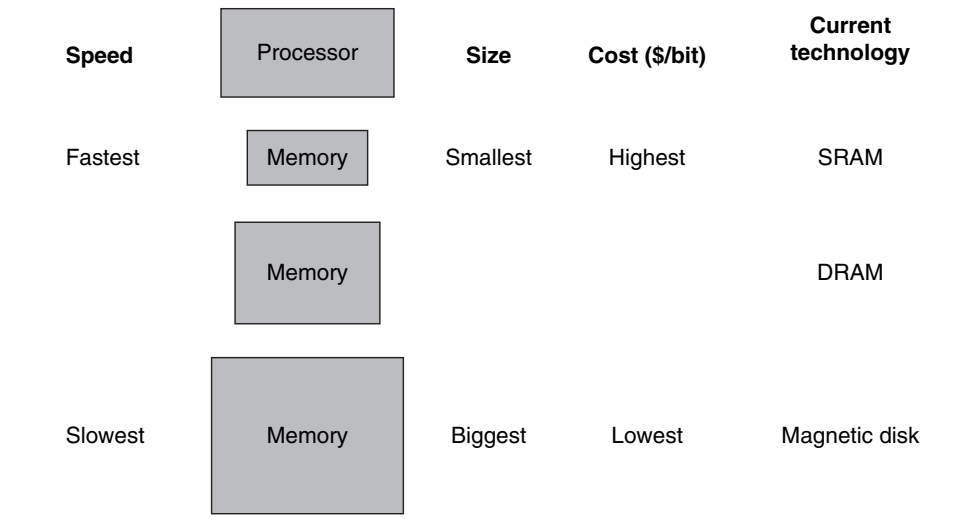 Speed Processor Size Cost ($/bit) Current
technology
Fastest Memory Smallest Highest SRAM
Memory DRAM
Slowest Memory Biggest Lowest Magnetic disk